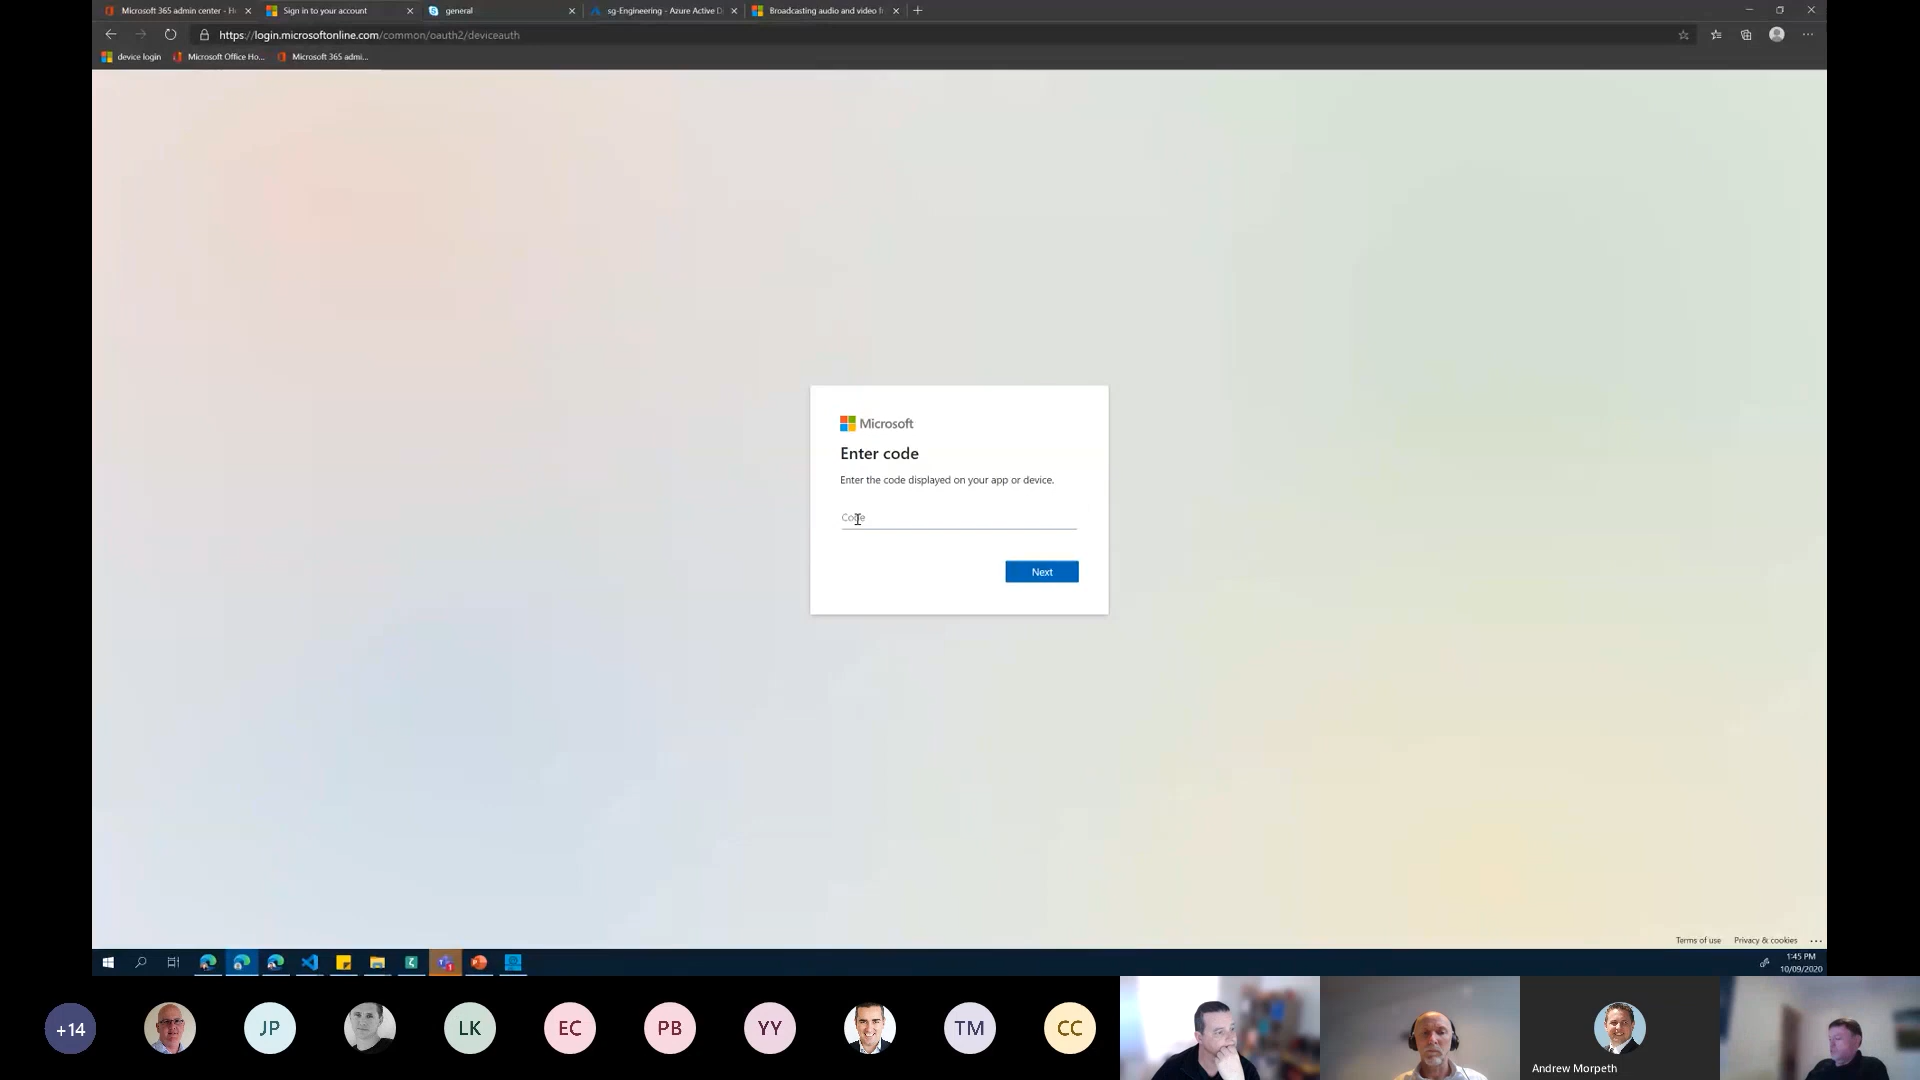 Microsoft 365 admin center - H
Sign in to your account
general
sg-Engineering - Azure Active D
Broadcasting audio and video f
https://login.microsoftonline.com/common/oauth2/deviceauth
device login
Microsoft Office Ho...
Microsoft 365 admi...
Microsoft
Enter code
Enter the code displayed on your app or device.
Code
Next
Terms of use
Privacy & cookies
1:45 PM
10/09/2020
+14
JP
LK
EC
PB
YY
TM
CC
Andrew Morpeth